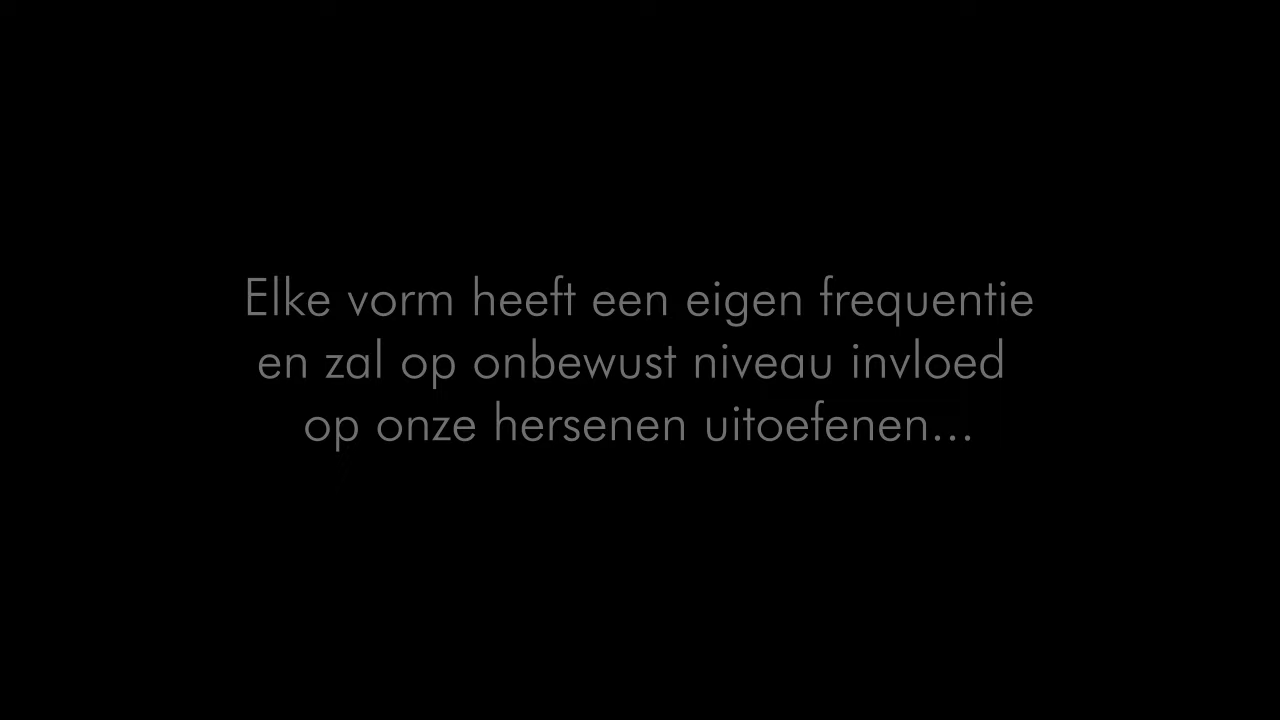 Elke vorm heeft een eigen frequentie
en zal op onbewust niveau invloed
op onze hersenen uitoefenen...